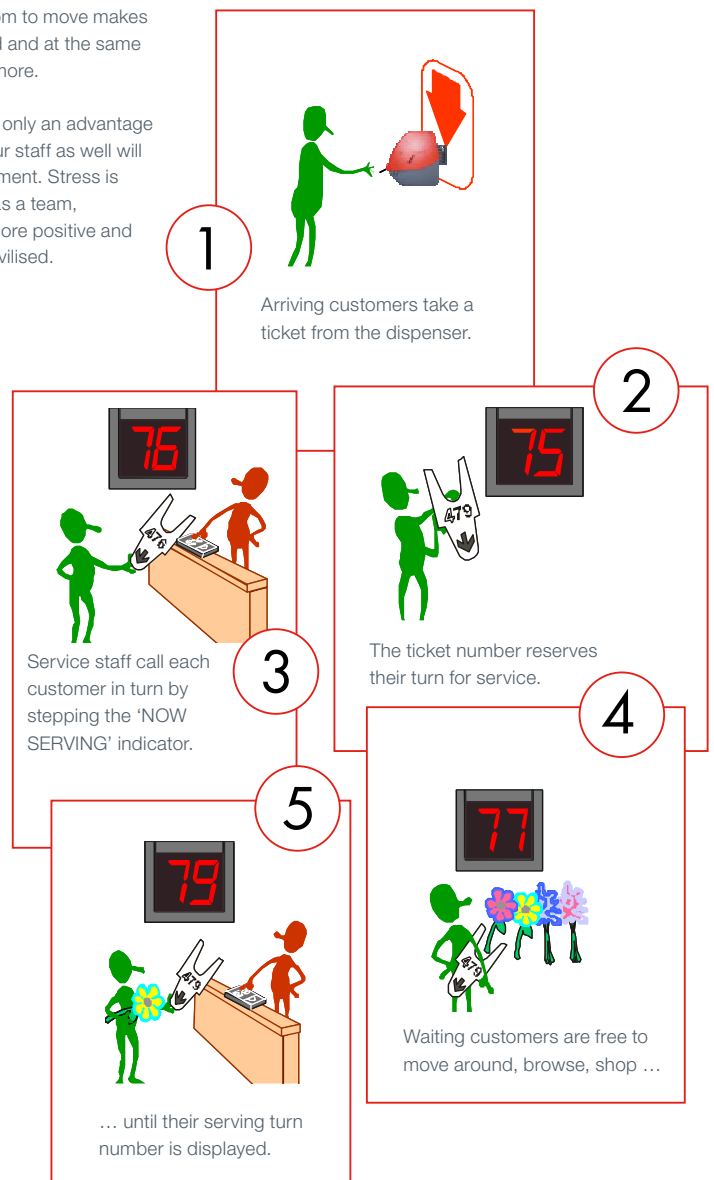 om to move makes
d and at the same
more.
only an advantage
ur staff as well will
ment. Stress is
as a team,
ore positive and
vilised.
1
Arriving customers take a
ticket from the dispenser.
2
75
479
The ticket number reserves
their turn for service.
76
476
3
Service staff call each
customer in turn by
stepping the ‘NOW
SERVING’ indicator.
4
77
479
Waiting customers are free to
move around, browse, shop …
5
79
479
… until their serving turn
number is displayed.